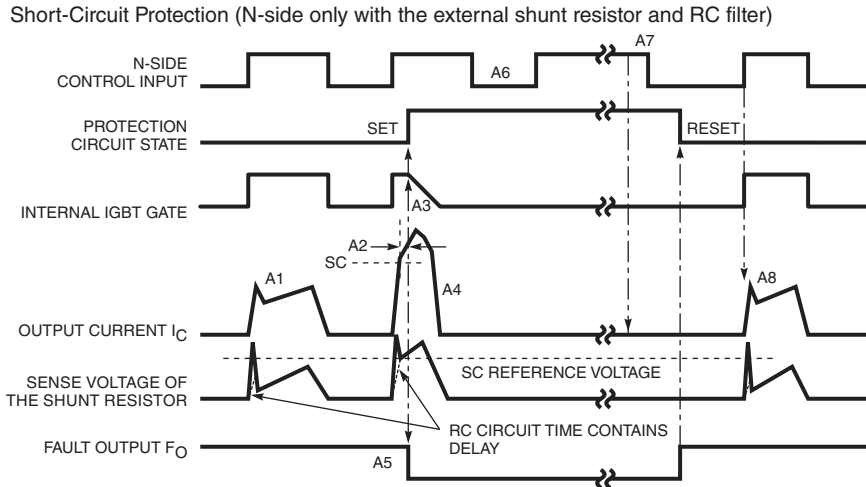 Short-Circuit Protection (N-side only with the external shunt resistor and RC filter)
N-SIDE
CONTROL INPUT
A6
A7
PROTECTION
CIRCUIT STATE
SET
RESET
INTERNAL IGBT GATE
A3
A2
SC
A1
A4
A8
OUTPUT CURRENT IC
SC REFERENCE VOLTAGE
SENSE VOLTAGE OF
THE SHUNT RESISTOR
RC CIRCUIT TIME CONTAINS
DELAY
FAULT OUTPUT FO
A5